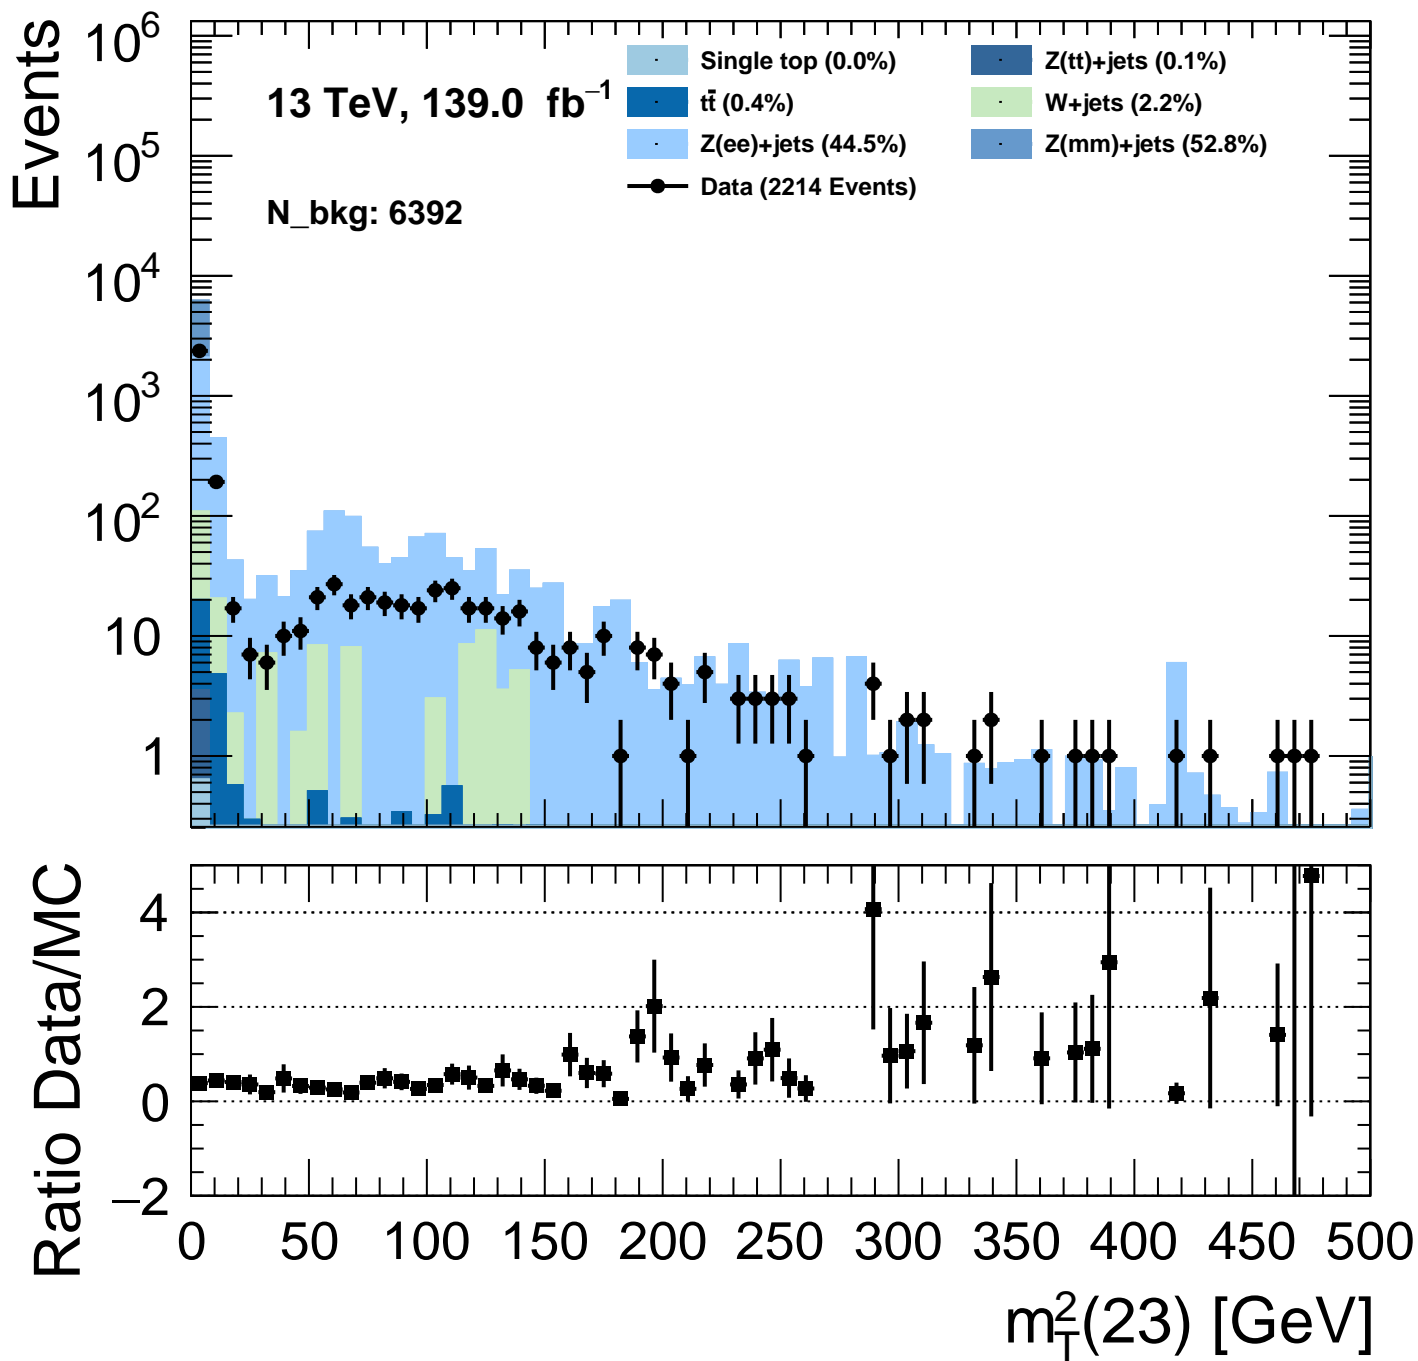 Events
10^6
10^5
10^4
10^3
10^2
10
1
13 TeV, 139.0 fb^−1
N_bkg: 6392
Single top (0.0%)
Z(tt)+jets (0.1%)
tt̄ (0.4%)
W+jets (2.2%)
Z(ee)+jets (44.5%)
Z(mm)+jets (52.8%)
Data (2214 Events)
Ratio Data/MC
4
2
0
−2
0 50 100 150 200 250 300 350 400 450 500
m_T^2(23) [GeV]